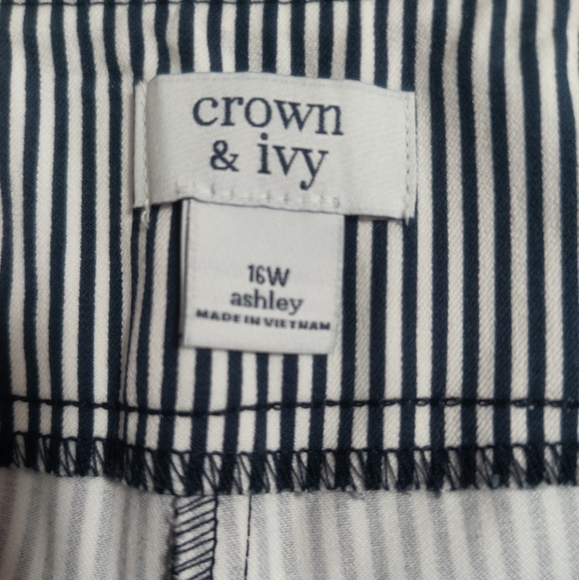 crown
& ivy
16W
ashley
MADE IN VIETNAM